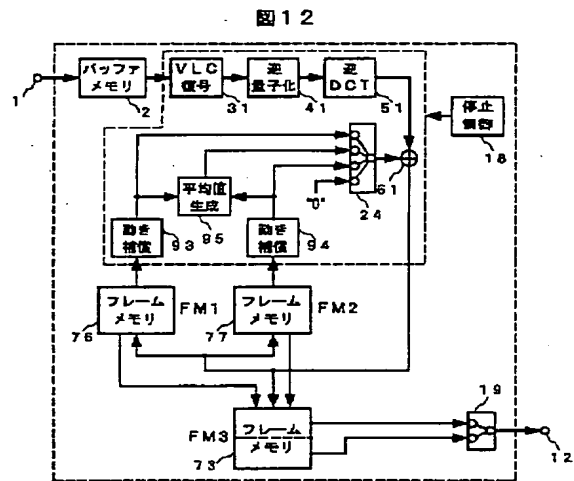 図12
1
バッファ
メモリ
2
VLC
復号
31
逆
量子化
41
逆
DCT
51
停止
制御
18
61
"0"
24
平均値
生成
95
動き
補償
93
動き
補償
94
フレーム
メモリ
76
FM1
フレーム
メモリ
77
FM2
FM3
フレーム
メモリ
73
19
12